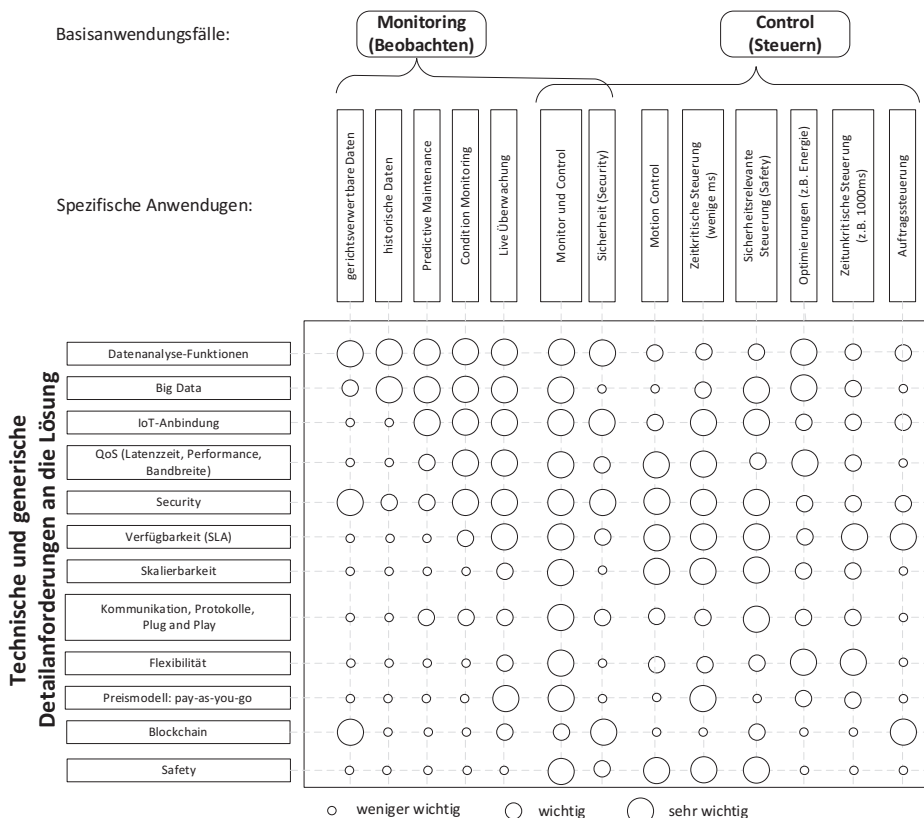 Basisanwendungsfälle:
Monitoring
(Beobachten)
Control
(Steuern)
Spezifische Anwendugen:
gerichtsverwertbare Daten
historische Daten
Predictive Maintenance
Condition Monitoring
Live Überwachung
Monitor und Control
Sicherheit (Security)
Motion Control
Zeitkritische Steuerung
(wenige ms)
Sicherheitsrelevante
Steuerung (Safety)
Optimierungen (z.B. Energie)
Zeitunkritische Steuerung
(z.B. 1000ms)
Auftragssteuerung
Technische und generische
Detailanforderungen an die Lösung
Datenanalyse-Funktionen
Big Data
IoT-Anbindung
QoS (Latenzzeit, Performance,
Bandbreite)
Security
Verfügbarkeit (SLA)
Skalierbarkeit
Kommunikation, Protokolle,
Plug and Play
Flexibilität
Preismodell: pay-as-you-go
Blockchain
Safety
weniger wichtig
wichtig
sehr wichtig